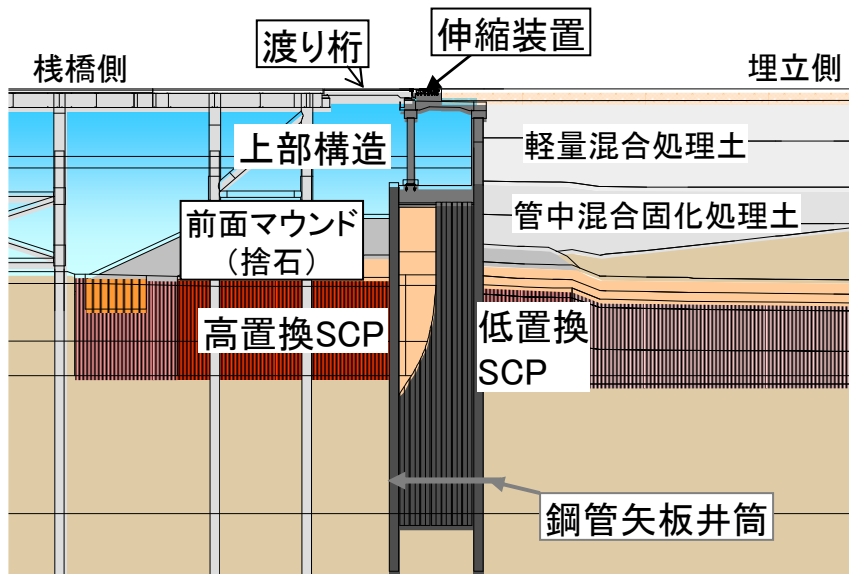 渡り桁
伸縮装置
桟橋側
埋立側
上部構造
軽量混合処理土
前面マウンド
（捨石）
管中混合固化処理土
高置換SCP
低置換
SCP
鋼管矢板井筒